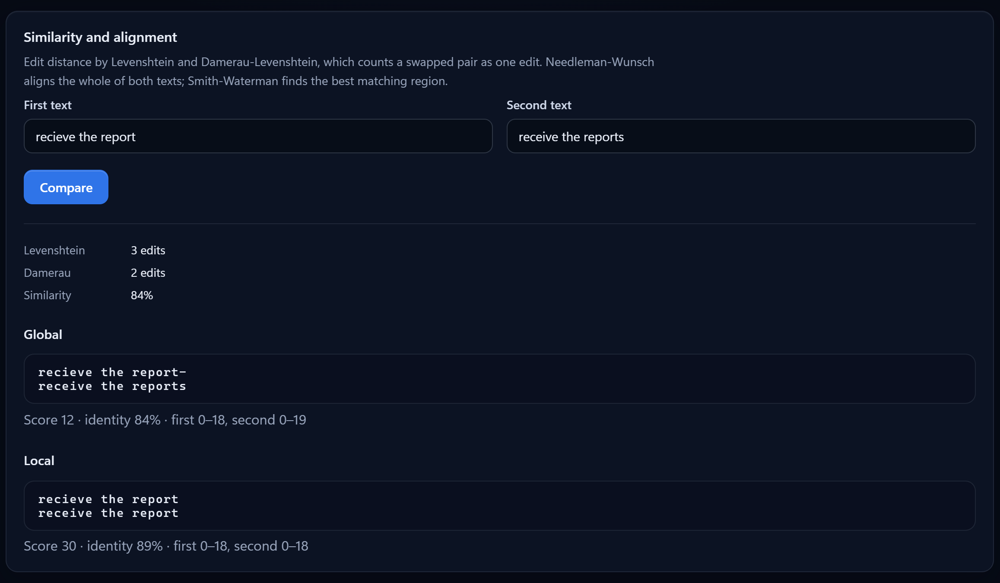 Similarity and alignment
Edit distance by Levenshtein and Damerau-Levenshtein, which counts a swapped pair as one edit. Needleman-Wunsch
aligns the whole of both texts; Smith-Waterman finds the best matching region.
First text
Second text
recieve the report
receive the reports
Compare
Levenshtein 3 edits
Damerau 2 edits
Similarity 84%
Global
recieve the report-
receive the reports
Score 12 · identity 84% · first 0–18, second 0–19
Local
recieve the report
receive the report
Score 30 · identity 89% · first 0–18, second 0–18